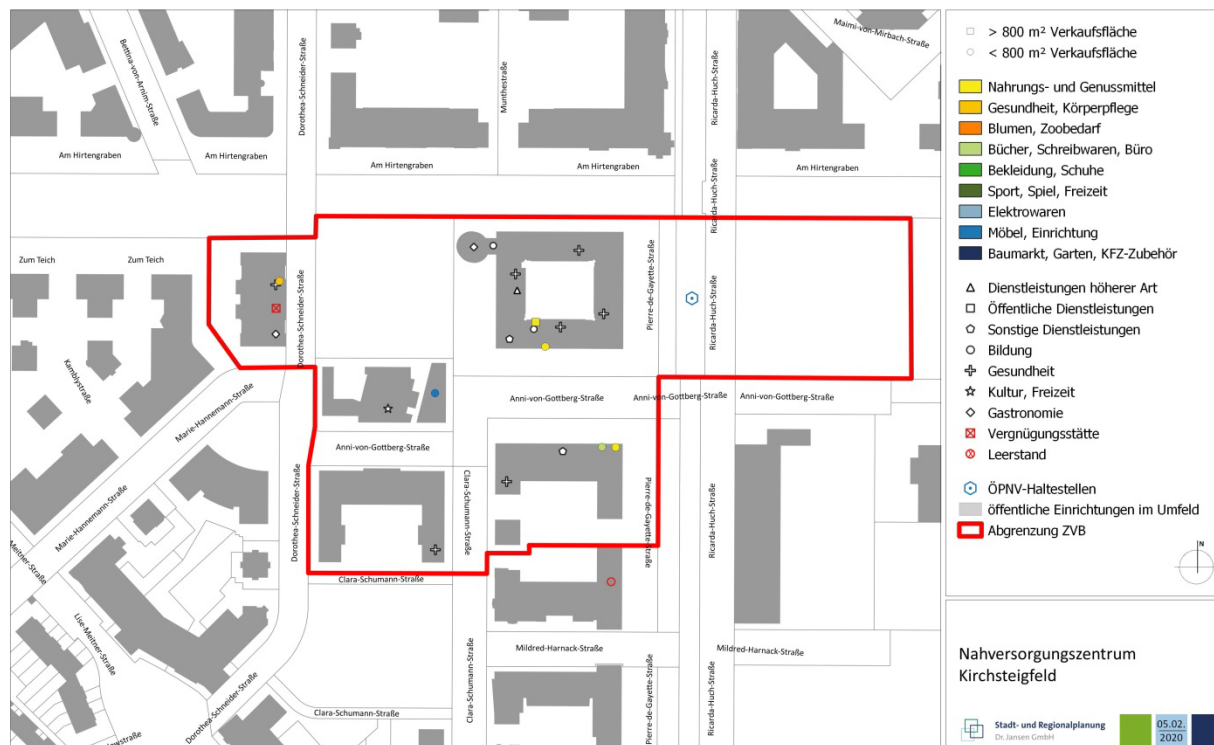 Maimi-von-Mirbach-Straße
Bettina-von-Arnim-Straße
Dorothea-Schneider-Straße
Munthestraße
Ricarda-Huch-Straße
Am Hirtengraben
Am Hirtengraben
Am Hirtengraben
Am Hirtengraben
Am Hirtengraben
Ricarda-Huch-Straße
Zum Teich
Zum Teich
Dorothea-Schneider-Straße
Pierre-de-Gayette-Straße
Ricarda-Huch-Straße
Kamblystraße
Marie-Hannemann-Straße
Anni-von-Gottberg-Straße
Anni-von-Gottberg-Straße
Anni-von-Gottberg-Straße
Anni-von-Gottberg-Straße
Marie-Hannemann-Straße
Dorothea-Schneider-Straße
Clara-Schumann-Straße
Pierre-de-Gayette-Straße
Ricarda-Huch-Straße
Meitner-Straße
Clara-Schumann-Straße
Lise-Meitner-Straße
Mildred-Harnack-Straße
Dorothea-Schneider-Straße
Clara-Schumann-Straße
Pierre-de-Gayette-Straße
Ricarda-Huch-Straße
Clara-Schumann-Straße
> 800 m² Verkaufsfläche
< 800 m² Verkaufsfläche
Nahrungs- und Genussmittel
Gesundheit, Körperpflege
Blumen, Zoobedarf
Bücher, Schreibwaren, Büro
Bekleidung, Schuhe
Sport, Spiel, Freizeit
Elektrowaren
Möbel, Einrichtung
Baumarkt, Garten, KFZ-Zubehör
Dienstleistungen höherer Art
Öffentliche Dienstleistungen
Sonstige Dienstleistungen
Bildung
Gesundheit
Kultur, Freizeit
Gastronomie
Vergnügungsstätte
Leerstand
ÖPNV-Haltestellen
öffentliche Einrichtungen im Umfeld
Abgrenzung ZVB
N
Nahversorgungszentrum
Kirchsteigfeld
Stadt- und Regionalplanung
Dr. Jansen GmbH
05.02.
2020